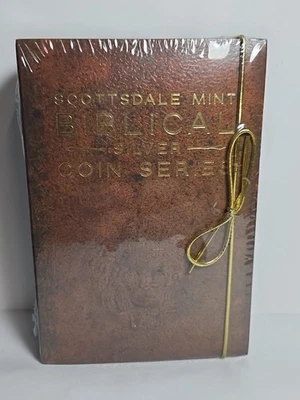 SCOTTSDALE MINT
BIBLICAL
SILVER
COIN SERIES